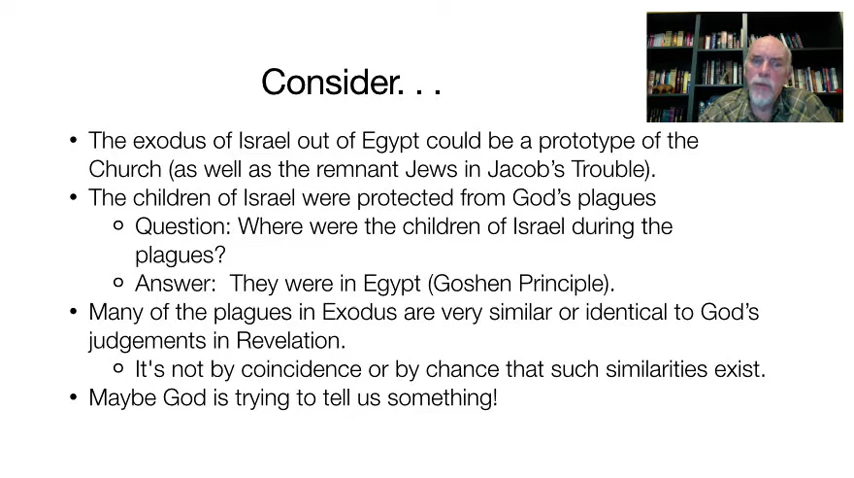 Consider. . .
• The exodus of Israel out of Egypt could be a prototype of the
Church (as well as the remnant Jews in Jacob's Trouble).
• The children of Israel were protected from God's plagues
○ Question: Where were the children of Israel during the
plagues?
○ Answer: They were in Egypt (Goshen Principle).
• Many of the plagues in Exodus are very similar or identical to God's
judgements in Revelation.
○ It's not by coincidence or by chance that such similarities exist.
• Maybe God is trying to tell us something!